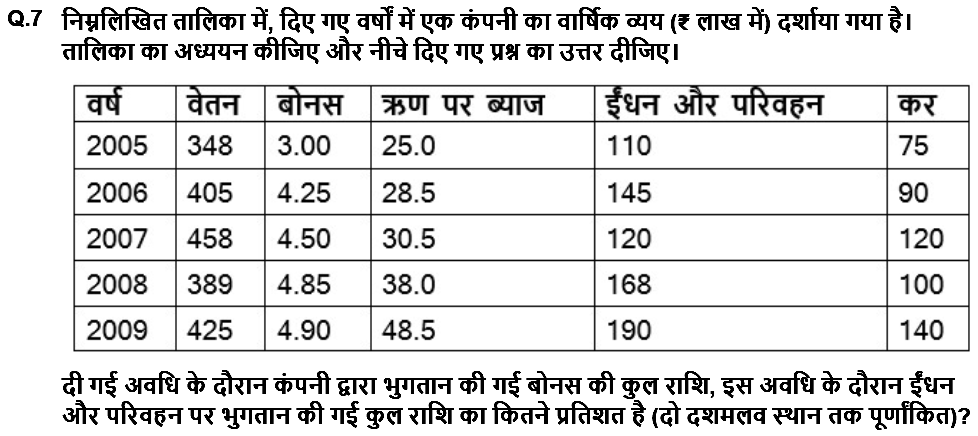 Q.7 निम्नलिखित तालिका में, दिए गए वर्षों में एक कंपनी का वार्षिक व्यय (₹ लाख में) दर्शाया गया है।
तालिका का अध्ययन कीजिए और नीचे दिए गए प्रश्न का उत्तर दीजिए।
वर्ष वेतन बोनस ऋण पर ब्याज ईंधन और परिवहन कर
2005 348 3.00 25.0 110 75
2006 405 4.25 28.5 145 90
2007 458 4.50 30.5 120 120
2008 389 4.85 38.0 168 100
2009 425 4.90 48.5 190 140
दी गई अवधि के दौरान कंपनी द्वारा भुगतान की गई बोनस की कुल राशि, इस अवधि के दौरान ईंधन
और परिवहन पर भुगतान की गई कुल राशि का कितने प्रतिशत है (दो दशमलव स्थान तक पूर्णांकित)?